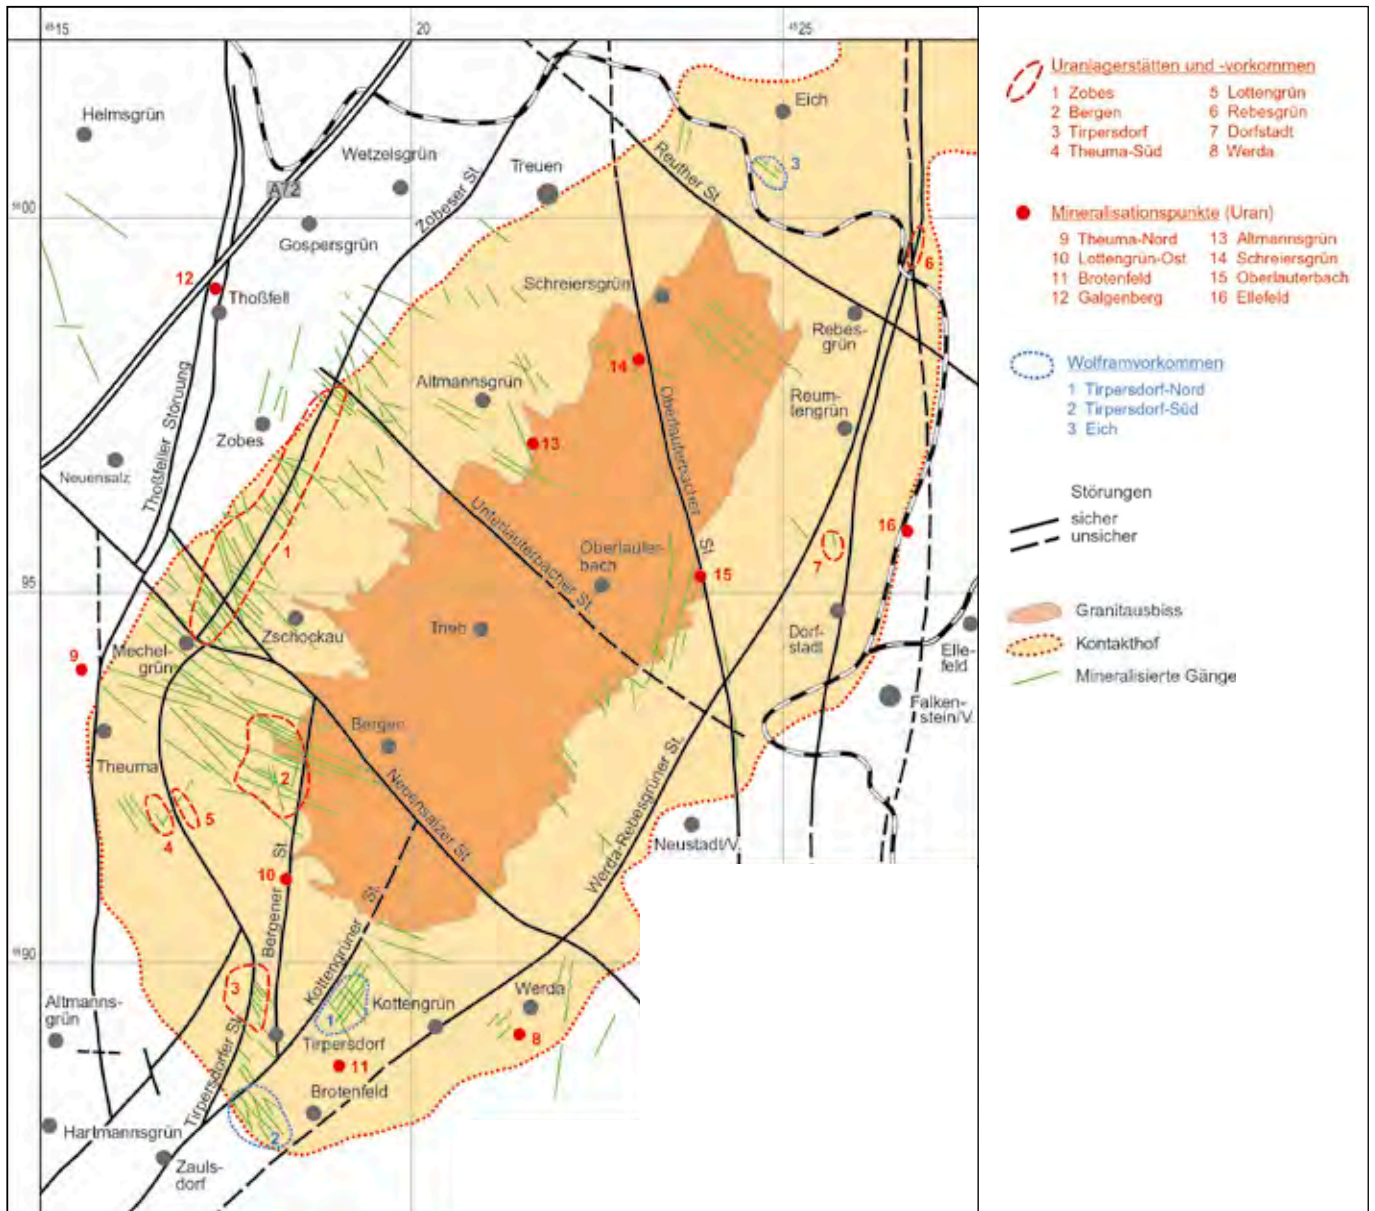 ⁴⁵15
20
⁴⁵25
Helmsgrün
Wetzelsgrün
Treuen
Eich
A72
Zobeser St.
Reuther St.
3
⁵⁶00
Gospersgrün
12
Thoßfell
Schreiersgrün
6
Rebes-
grün
14
Altmannsgrün
Thoßfeller Störung
Oberlauterbacher St.
Reum-
tengrün
Zobes
13
Neuensalz
Unterlauterbacher St.
16
1
Oberlauter-
bach
15
7
95
Zschockau
Trieb
Dorf-
stadt
Mechel-
grün
9
Elle-
feld
Falken-
stein/V.
Bergen
Theuma
2
Neuensalzer St.
Werda-Rebesgrüner St.
5
4
Neustadt/V.
10
Bergener St.
Kottengrüner St.
⁵⁵90
3
Altmanns-
grün
Kottengrün
Werda
1
Tirpersdorf
8
Tirpersdorfer St.
11
Brotenfeld
Hartmannsgrün
2
Zauls-
dorf
Uranlagerstätten und -vorkommen
1 Zobes 5 Lottengrün
2 Bergen 6 Rebesgrün
3 Tirpersdorf 7 Dorfstadt
4 Theuma-Süd 8 Werda
Mineralisationspunkte (Uran)
9 Theuma-Nord 13 Altmannsgrün
10 Lottengrün-Ost 14 Schreiersgrün
11 Brotenfeld 15 Oberlauterbach
12 Galgenberg 16 Ellefeld
Wolframvorkommen
1 Tirpersdorf-Nord
2 Tirpersdorf-Süd
3 Eich
Störungen
sicher
unsicher
Granitausbiss
Kontakthof
Mineralisierte Gänge